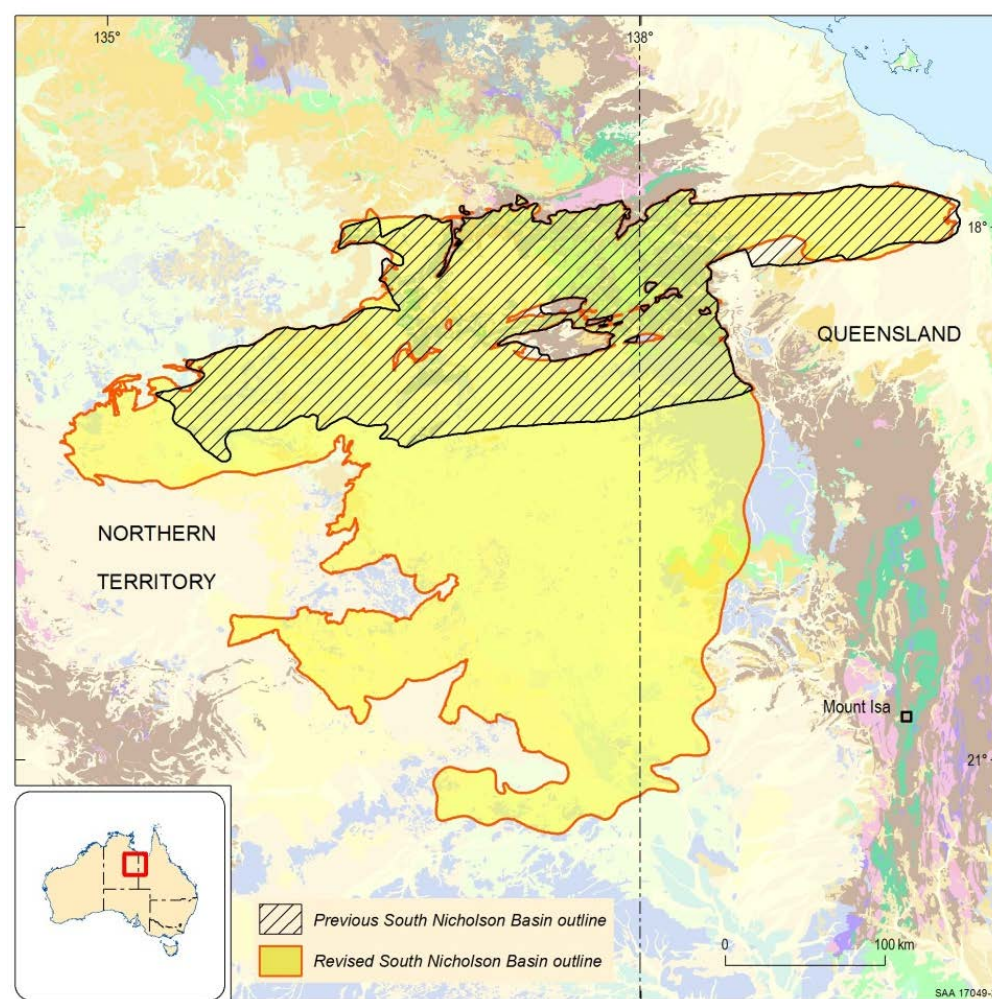 135°
138°
18°
QUEENSLAND
NORTHERN
TERRITORY
Mount Isa
21°
Previous South Nicholson Basin outline
Revised South Nicholson Basin outline
0
100 km